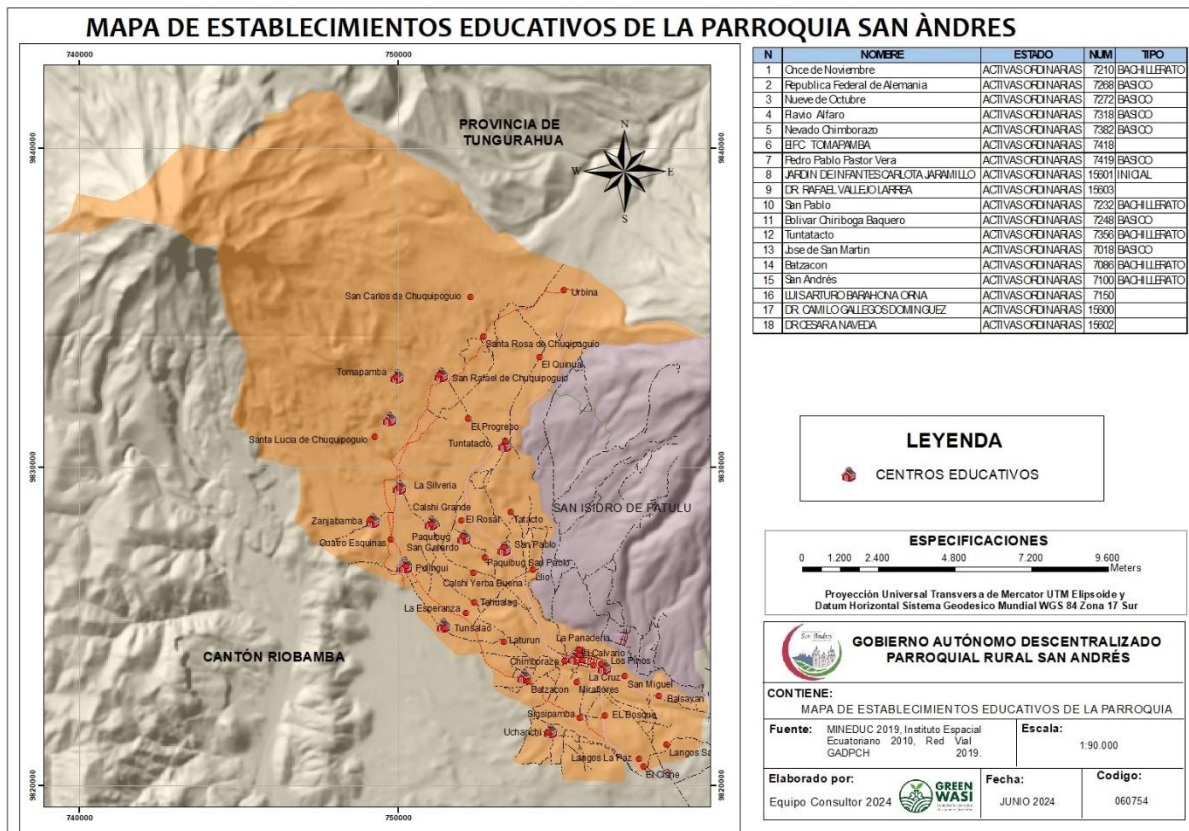 MAPA DE ESTABLECIMIENTOS EDUCATIVOS DE LA PARROQUIA SAN ÀNDRES
740000
750000
9840000
9840000
9830000
9830000
9820000
9820000
740000
750000
PROVINCIA DE
TUNGURAHUA
N
W
E
S
San Carlos de Chuquipoguio
Urbina
Santa Rosa de Chuqipoguio
El Quinual
Tomapamba
San Rafael de Chuquipoguio
El Progreso
Santa Lucia de Chuquipoguio
Tuntatacto
La Silveria
SAN ISIDRO DE PATULU
Calshi Grande
Zanjabamba
El Rosal
Tatacto
Cuatro Esquinas
Paquibug
San Gerardo
San Pablo
Pulingui
Paquibug San Pablo
Calshi Yerba Buena
La Esperanza
Tunsalao
Laturun
La Panaderia
El Calvario
CANTÓN RIOBAMBA
Chimborazo
Los Pinos
La Cruz
San Miguel
Batzacon
Miraflores
Balsayan
Sigsipamba
EL Bosque
Uchanchi
Langos La Paz
Langos Sa
El Cisne
N NOMBRE ESTADO NUM TIPO
1 Once de Noviembre ACTIVAS ORDINARIAS 7210 BACHILLERATO
2 Republica Federal de Alemania ACTIVAS ORDINARIAS 7268 BASICO
3 Nueve de Octubre ACTIVAS ORDINARIAS 7272 BASICO
4 Flavio Alfaro ACTIVAS ORDINARIAS 7318 BASICO
5 Nevado Chimborazo ACTIVAS ORDINARIAS 7382 BASICO
6 EIFC TOMAPAMBA ACTIVAS ORDINARIAS 7418
7 Pedro Pablo Pastor Vera ACTIVAS ORDINARIAS 7419 BASICO
8 JARDIN DE INFANTES CARLOTA JARAMILLO ACTIVAS ORDINARIAS 15601 INICIAL
9 DR. RAFAEL VALLEJO LARREA ACTIVAS ORDINARIAS 15603
10 San Pablo ACTIVAS ORDINARIAS 7232 BACHILLERATO
11 Bolivar Chiriboga Baquero ACTIVAS ORDINARIAS 7248 BASICO
12 Tuntatacto ACTIVAS ORDINARIAS 7356 BACHILLERATO
13 Jose de San Martin ACTIVAS ORDINARIAS 7018 BASICO
14 Batzacon ACTIVAS ORDINARIAS 7086 BACHILLERATO
15 San Andrés ACTIVAS ORDINARIAS 7100 BACHILLERATO
16 LUIS ARTURO BARAHONA ORNA ACTIVAS ORDINARIAS 7150
17 DR. CAMILO GALLEGOS DOMINGUEZ ACTIVAS ORDINARIAS 15600
18 DR CESAR A NAVEDA ACTIVAS ORDINARIAS 15602
LEYENDA
CENTROS EDUCATIVOS
ESPECIFICACIONES
0 1.200 2.400 4.800 7.200 9.600
Meters
Proyección Universal Transversa de Mercator UTM Elipsoide y
Datum Horizontal Sistema Geodesico Mundial WGS 84 Zona 17 Sur
San Andrés
GOBIERNO AUTÓNOMO DESCENTRALIZADO
PARROQUIAL RURAL SAN ANDRÉS
CONTIENE:
MAPA DE ESTABLECIMIENTOS EDUCATIVOS DE LA PARROQUIA
Fuente: MINEDUC 2019, Instituto Espacial
Ecuatoriano 2010, Red Vial
GADPCH 2019.
Escala:
1:90.000
Elaborado por:
Equipo Consultor 2024
GREEN
WASI
Fecha:
JUNIO 2024
Codigo:
060754